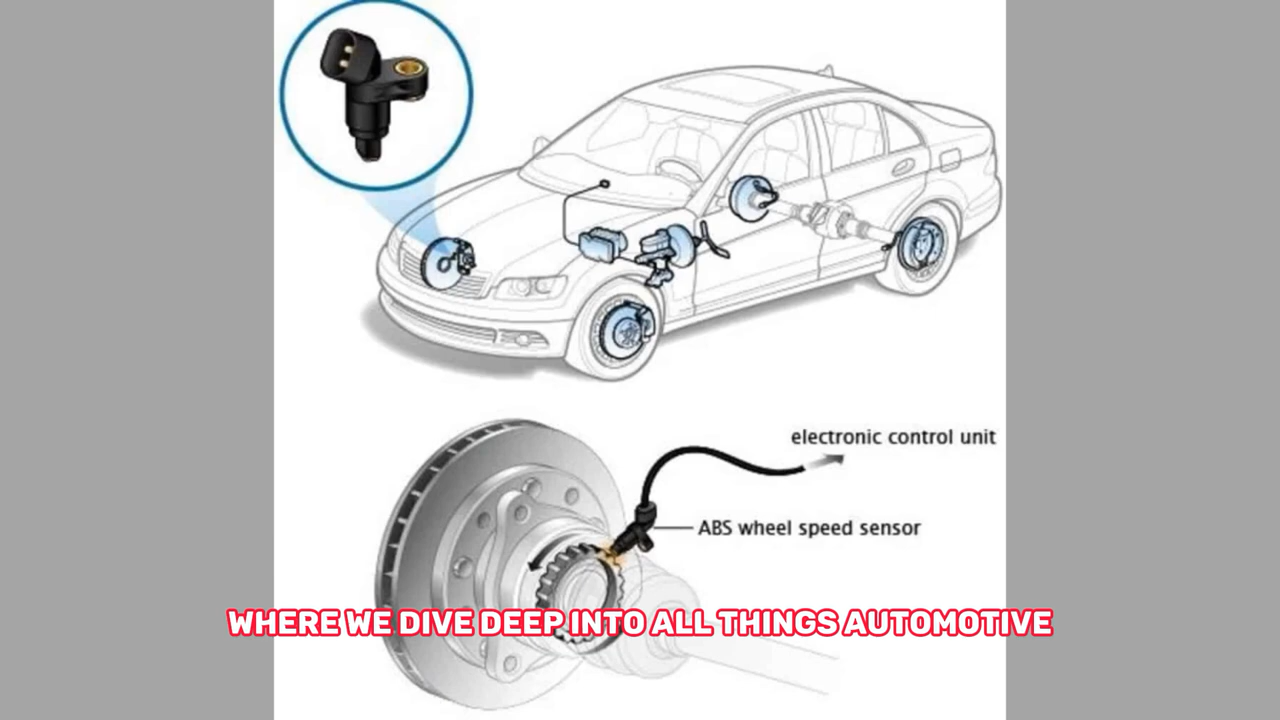 electronic control unit
ABS wheel speed sensor
WHERE WE DIVE DEEP INTO ALL THINGS AUTOMOTIVE